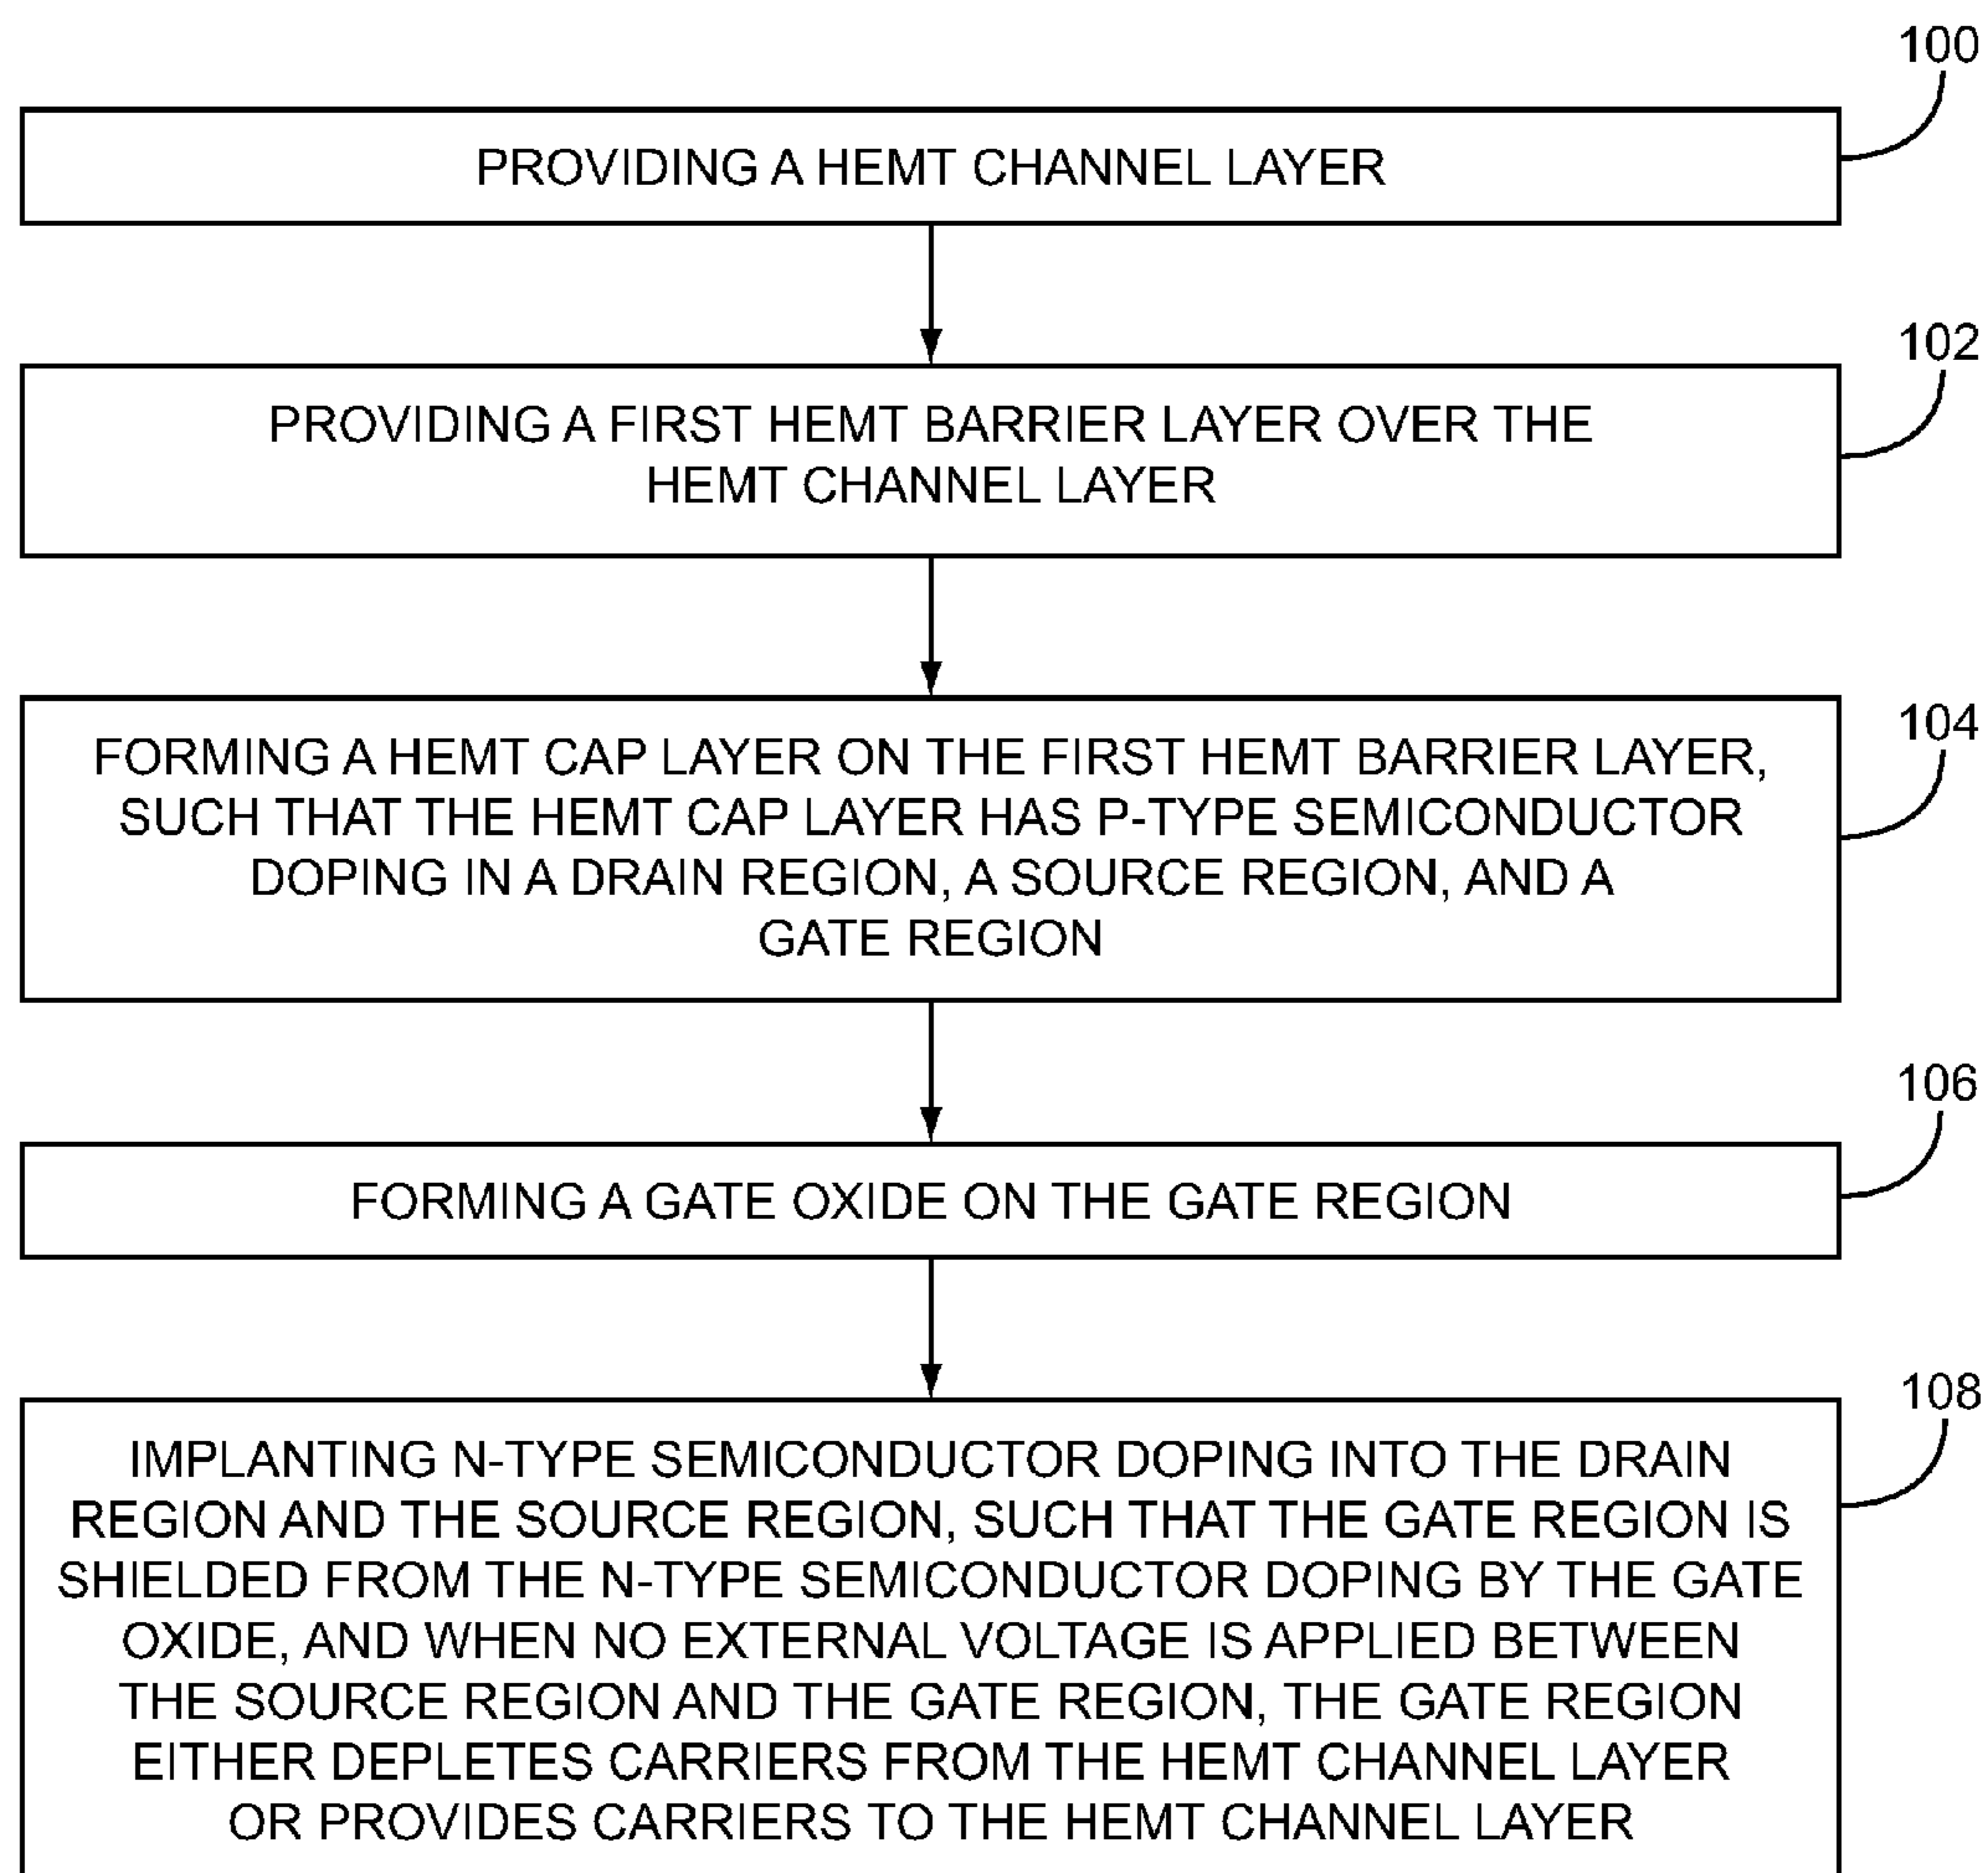 100
PROVIDING A HEMT CHANNEL LAYER
102
PROVIDING A FIRST HEMT BARRIER LAYER OVER THE
HEMT CHANNEL LAYER
104
FORMING A HEMT CAP LAYER ON THE FIRST HEMT BARRIER LAYER,
SUCH THAT THE HEMT CAP LAYER HAS P-TYPE SEMICONDUCTOR
DOPING IN A DRAIN REGION, A SOURCE REGION, AND A
GATE REGION
106
FORMING A GATE OXIDE ON THE GATE REGION
108
IMPLANTING N-TYPE SEMICONDUCTOR DOPING INTO THE DRAIN
REGION AND THE SOURCE REGION, SUCH THAT THE GATE REGION IS
SHIELDED FROM THE N-TYPE SEMICONDUCTOR DOPING BY THE GATE
OXIDE, AND WHEN NO EXTERNAL VOLTAGE IS APPLIED BETWEEN
THE SOURCE REGION AND THE GATE REGION, THE GATE REGION
EITHER DEPLETES CARRIERS FROM THE HEMT CHANNEL LAYER
OR PROVIDES CARRIERS TO THE HEMT CHANNEL LAYER